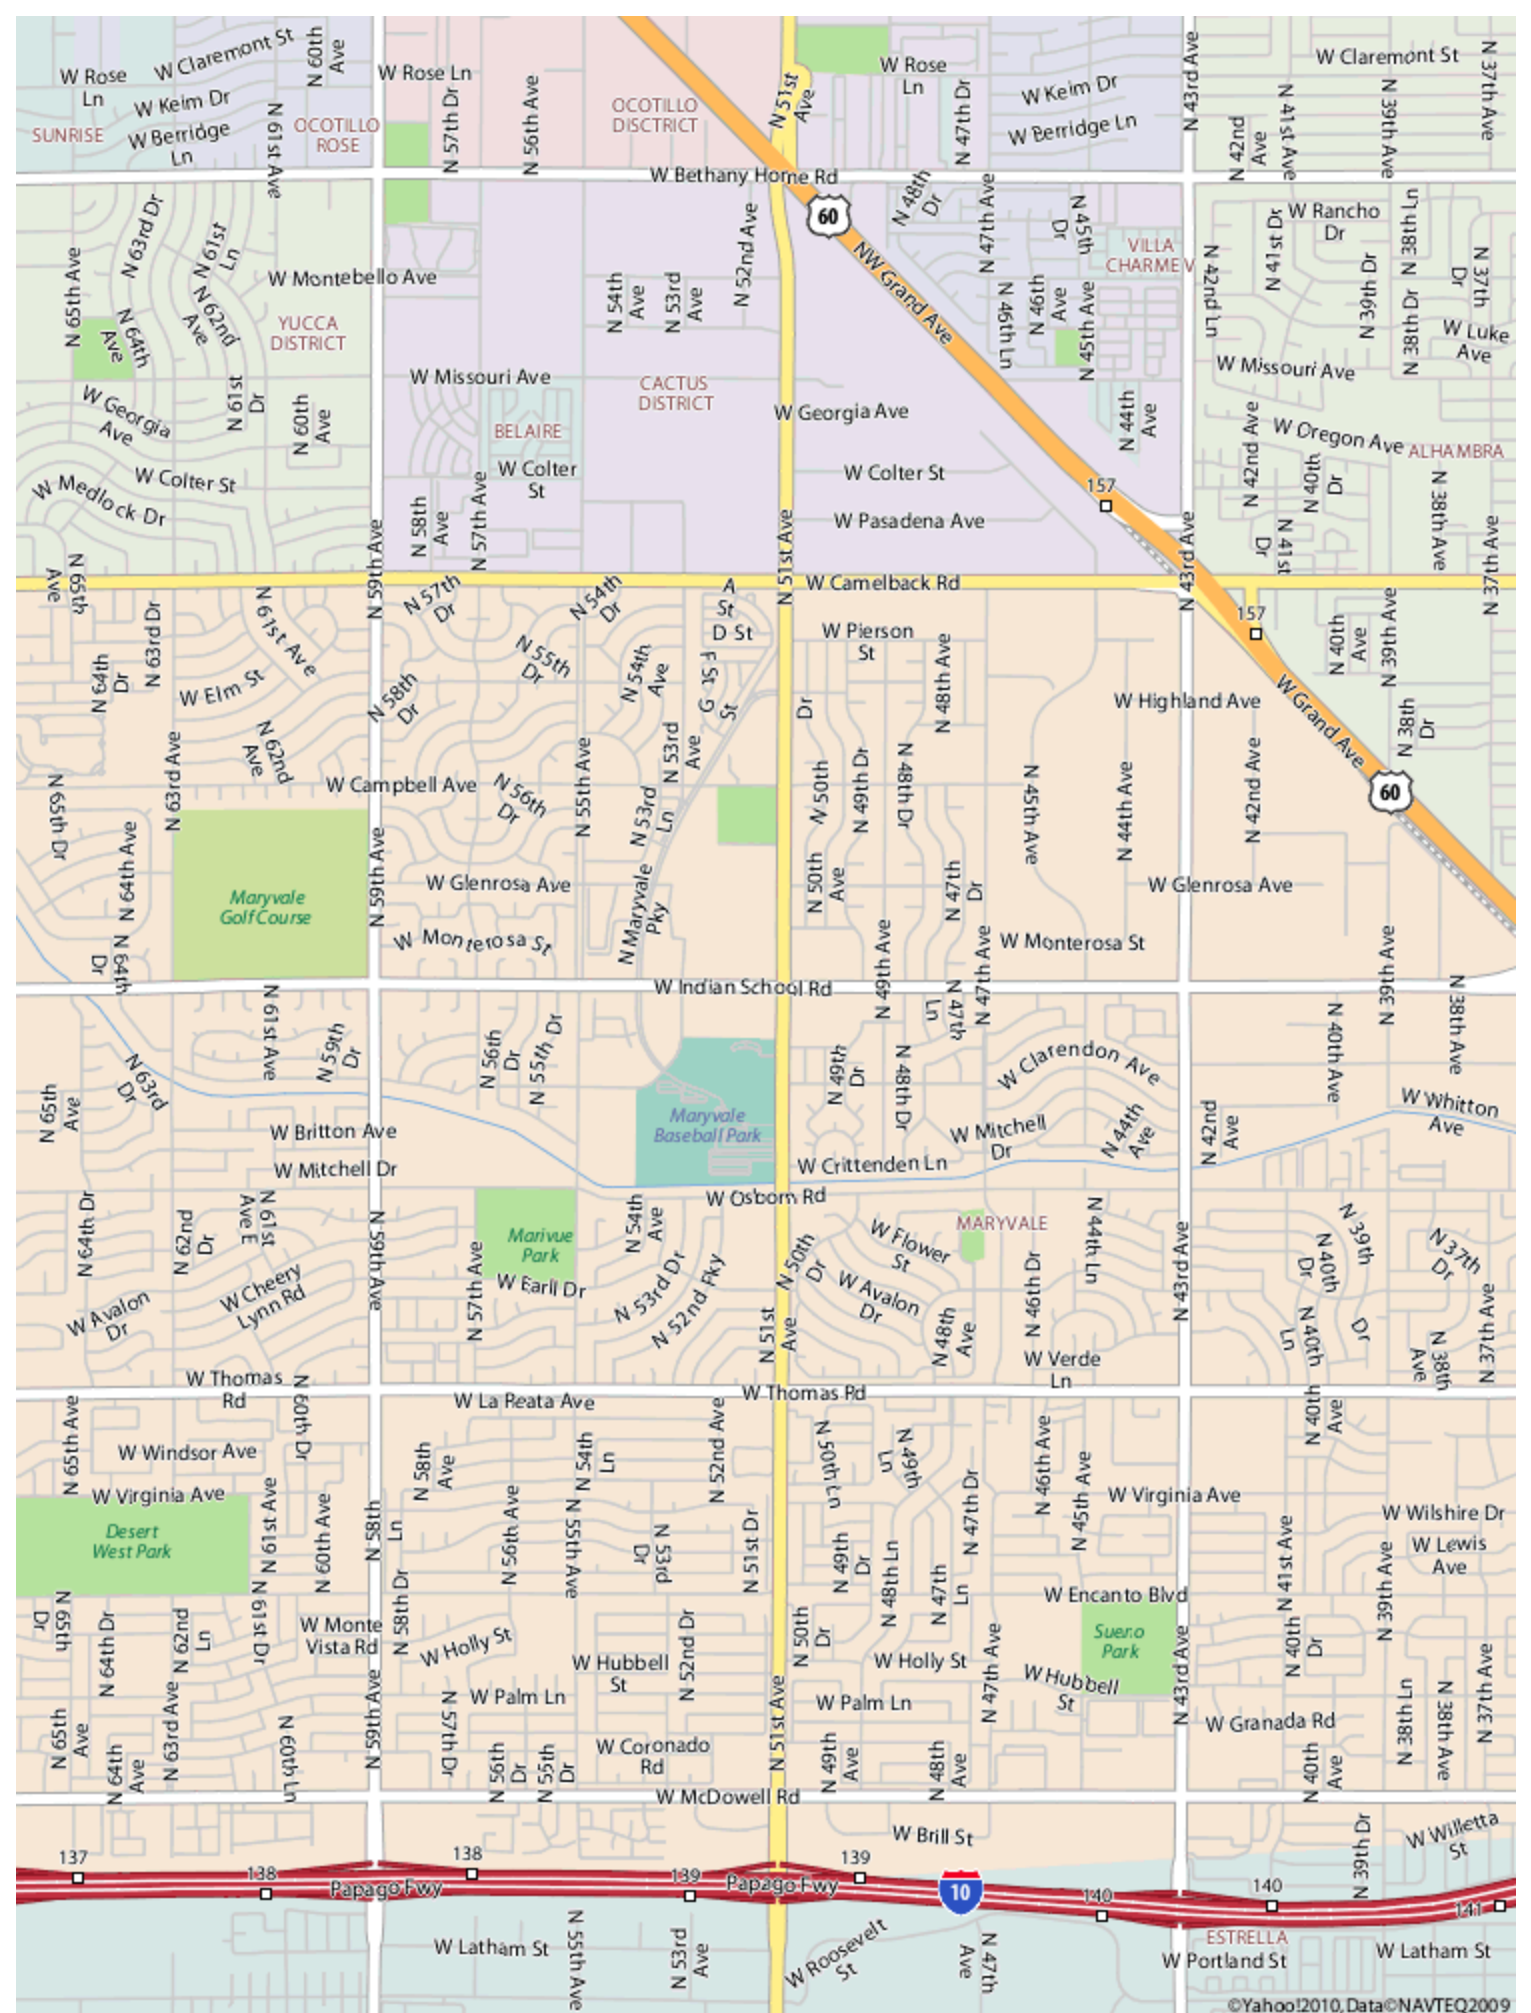 W Claremont St
N 60th
Ave
W Rose
Ln
W Keim Dr
SUNRISE
W Berridge
Ln
N 61st Ave
OCOTILLO
ROSE
W Rose Ln
N 57th Dr
N 56th Ave
OCOTILLO
DISCTRICT
N 51st
Ave
W Rose
Ln
N 47th Dr
W Keim Dr
W Berridge Ln
N 43rd Ave
W Claremont St
N 42nd
Ave
N 41st Ave
N 39th Ave
N 37th Ave
W Bethany Home Rd
60
N 63rd Dr
N 61st
Ln
N 65th Ave
W Montebello Ave
N 62nd
Ave
N 64th
Ave
YUCCA
DISTRICT
N 54th
Ave
N 53rd
Ave
N 52nd Ave
NW Grand Ave
N 48th
Dr
N 47th Ave
N 45th
Dr
VILLA
CHARME V
N 46th Ln
N 46th
Ave
N 45th Ave
N 42nd Ln
N 41st Dr
W Rancho
Dr
N 38th Ln
N 39th Dr
N 38th Dr
N 37th
Dr
W Luke
Ave
W Missouri Ave
W Georgia
Ave
N 61st
Dr
N 60th
Ave
W Missouri Ave
CACTUS
DISTRICT
BELAIRE
W Georgia Ave
N 44th
Ave
N 42nd Ave
W Oregon Ave
ALHAMBRA
W Colter St
W Medlock Dr
W Colter
St
N 58th
Ave
N 57th Ave
W Colter St
W Pasadena Ave
157
N 40th
Dr
N 41st
Dr
N 38th Ave
N 37th Ave
N 65th
Ave
N 59th Ave
N 51st Ave
W Camelback Rd
N 43rd Ave
157
N 63rd Dr
N 61st Ave
N 64th
Dr
W Elm St
N 57th
Dr
N 54th
Dr
A
St
D St
F St
G
St
N 55th
Dr
N 54th
Ave
N 58th
Dr
W Pierson
St
N 48th Ave
W Highland Ave
N 40th
Ave
N 39th Ave
N 38th
Dr
W Grand Ave
60
N 63rd Ave
N 62nd
Ave
W Campbell Ave
N 56th
Dr
N 55th Ave
N 53rd
Ave
N 53rd
Ln
N 50th
Dr
N 49th Dr
N 48th Dr
N 45th Ave
N 44th Ave
N 42nd Ave
N 65th Dr
N 64th Ave
Maryvale
Golf Course
N 59th Ave
W Glenrosa Ave
N Maryvale
Pky
N 50th
Ave
N 47th
Dr
W Glenrosa Ave
N 64th
Dr
W Monterosa St
N 46th Ave
N 47th Ave
W Monterosa St
N 39th Ave
W Indian School Rd
N 47th
Ln
N 38th Ave
N 61st Ave
N 59th
Dr
N 63rd
Dr
N 65th
Ave
N 56th
Dr
N 55th Dr
Maryvale
Baseball Park
N 49th
Dr
N 48th Dr
W Clarendon Ave
N 40th Ave
W Whitton
Ave
W Britton Ave
W Mitchell Dr
W Mitchell
Dr
N 44th
Ave
N 42nd
Ave
W Crittenden Ln
W Osborn Rd
N 64th Dr
N 62nd
Dr
N 61st
Ave E
N 59th Ave
Marivue
Park
N 54th
Ave
N 57th Ave
W Earll Dr
N 53rd Dr
N 52nd Pky
N 50th
Dr
W Flower
St
MARYVALE
W Avalon
Dr
N 46th Dr
N 44th Ln
N 43rd Ave
N 39th
Dr
N 40th
Dr
N 37th
Dr
W Avalon
Dr
W Cheery
Lynn Rd
N 51st
Ave
N 48th
Ave
W Verde
Ln
N 40th
Ln
N 38th
Ave
N 37th Ave
W Thomas
Rd
N 60th Dr
W La Reata Ave
W Thomas Rd
N 40th
Ave
N 65th Ave
W Windsor Ave
W Virginia Ave
N 58th
Ave
N 54th
Ln
N 52nd Ave
N 50th Ln
N 49th
Ln
N 47th Dr
N 46th Ave
N 45th Ave
W Virginia Ave
W Wilshire Dr
W Lewis
Ave
Desert
West Park
N 61st Ave
N 60th Ave
N 58th
Ln
N 56th Ave
N 55th Ave
N 53rd
Dr
N 51st Dr
N 49th
Dr
N 48th Ln
N 47th
Ln
W Encanto Blvd
N 41st Ave
N 39th Ave
N 65th
Dr
N 64th Dr
N 62nd
Ln
N 61st Dr
W Monte
Vista Rd
N 58th Dr
W Holly St
W Hubbell
St
N 52nd Dr
N 50th
Dr
W Holly St
N 47th Ave
W Hubbell
St
Sueno
Park
N 43rd Ave
N 40th
Dr
W Palm Ln
W Palm Ln
W Granada Rd
N 38th Ln
N 38th Ave
N 37th Ave
N 65th
Ave
N 64th
Ave
N 63rd Ave
N 60th Ln
N 59th Ave
N 57th Dr
N 56th
Dr
N 55th
Dr
W Coronado
Rd
N 51st Ave
N 49th
Ave
N 48th
Ave
N 40th
Ave
W McDowell Rd
W Brill St
N 39th Dr
W Willetta
St
137
138
138
Papago Fwy
139
Papago Fwy
139
10
140
140
141
W Latham St
N 55th Ave
N 53rd
Ave
W Roosevelt
St
N 47th
Ave
ESTRELLA
W Portland St
W Latham St
©Yahoo!2010, Data©NAVTEQ2009